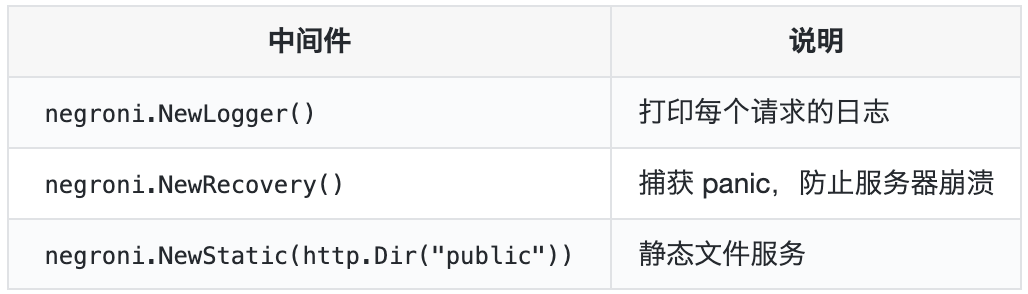 中间件 说明
negroni.NewLogger() 打印每个请求的日志
negroni.NewRecovery() 捕获 panic，防止服务器崩溃
negroni.NewStatic(http.Dir("public")) 静态文件服务